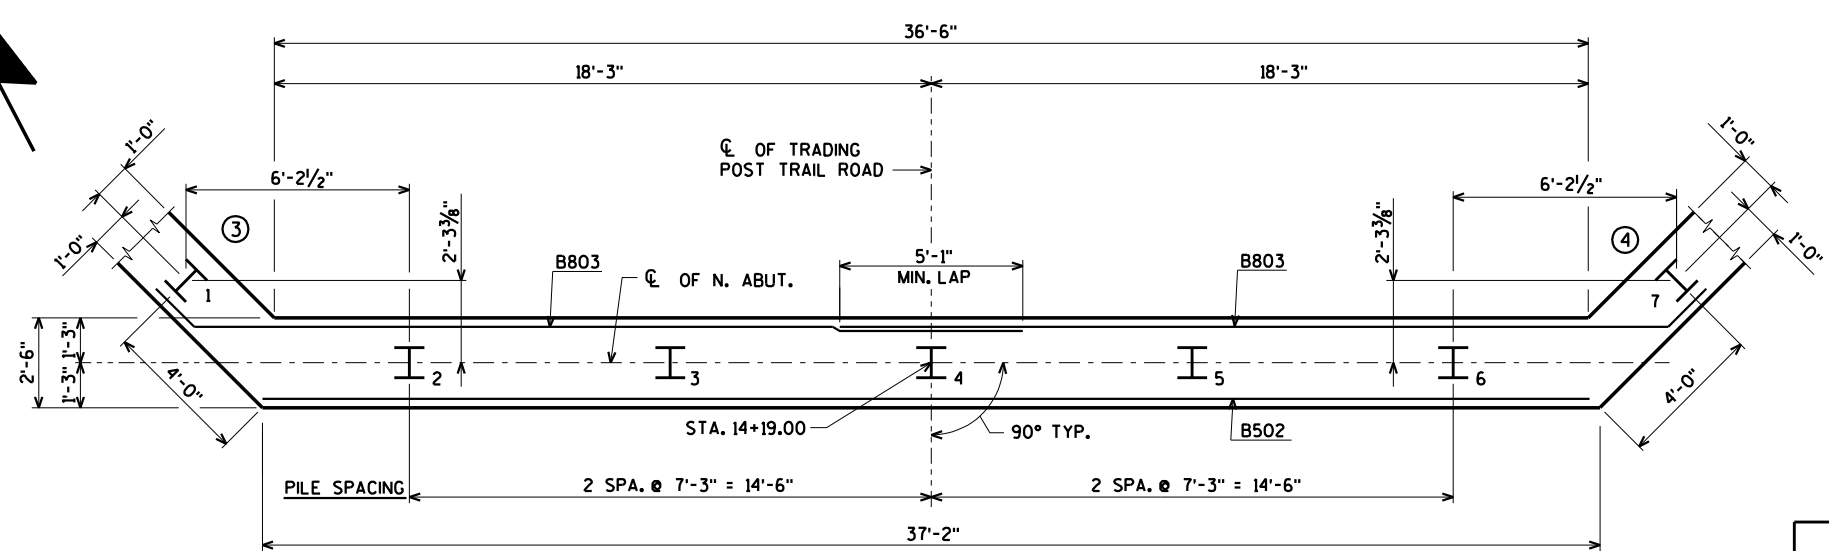 36'-6"
18'-3" 18'-3"
℄ OF TRADING
POST TRAIL ROAD
1'-0"
1'-0"
6'-2½"
2'-3⅜"
3
1
B803
℄ OF N. ABUT.
5'-1"
MIN. LAP
B803
2'-3⅜"
6'-2½"
4
7
1'-0"
1'-0"
2'-6"
1'-3" 1'-3"
4'-0"
2 3 4 5 6
4'-0"
STA. 14+19.00
90° TYP.
B502
PILE SPACING
2 SPA. @ 7'-3" = 14'-6" 2 SPA. @ 7'-3" = 14'-6"
37'-2"